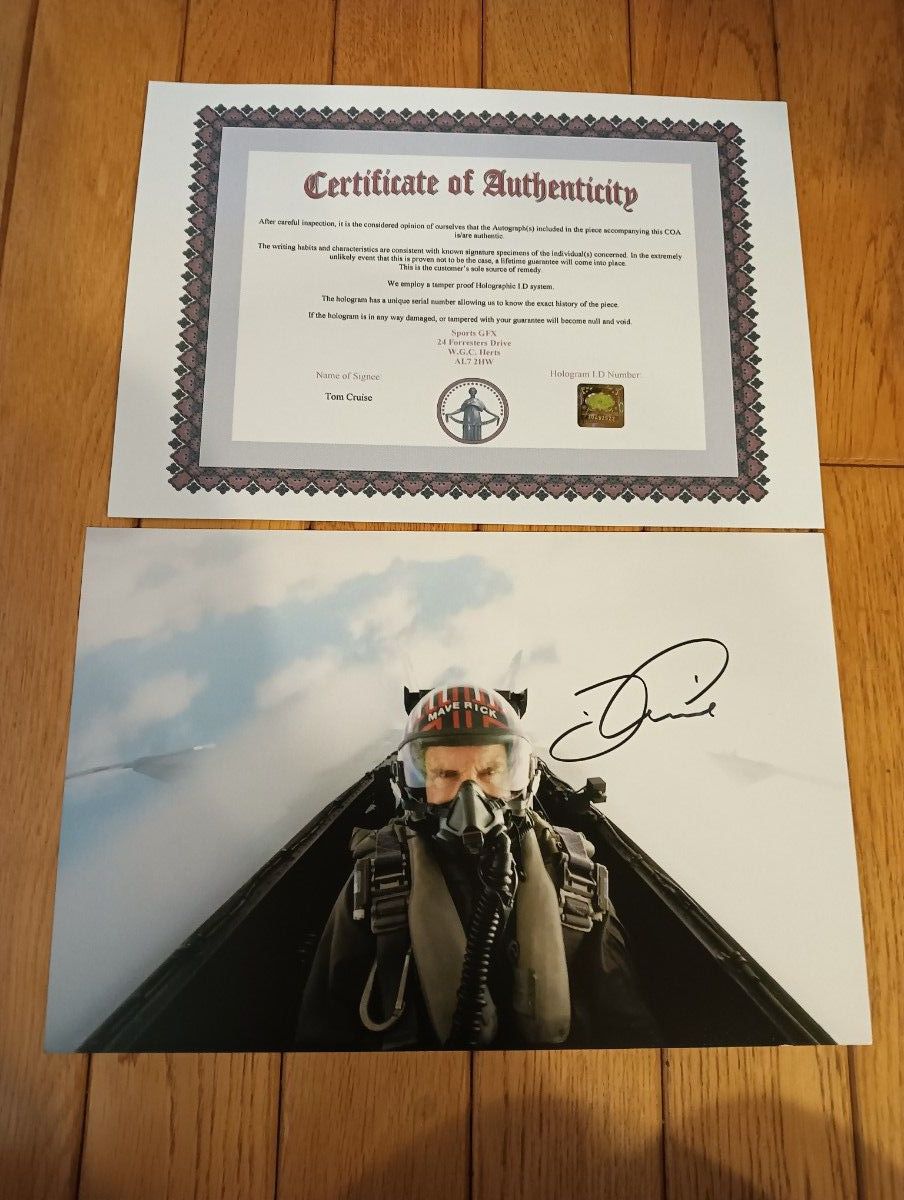 Certificate of Authenticity
After careful inspection, it is the considered opinion of ourselves that the Autograph(s) included in the piece accompanying this COA
is/are authentic.
The writing habits and characteristics are consistent with known signature specimens of the individual(s) concerned. In the extremely
unlikely event that this is proven not to be the case, a lifetime guarantee will come into place.
This is the customer's sole source of remedy.
We employ a tamper proof Holographic I.D system.
The hologram has a unique serial number allowing us to know the exact history of the piece.
If the hologram is in any way damaged, or tampered with your guarantee will become null and void.
Sports GFX
24 Forresters Drive
W.G.C. Herts
AL7 2HW
Name of Signee:
Hologram I.D Number:
Tom Cruise
MAVERICK